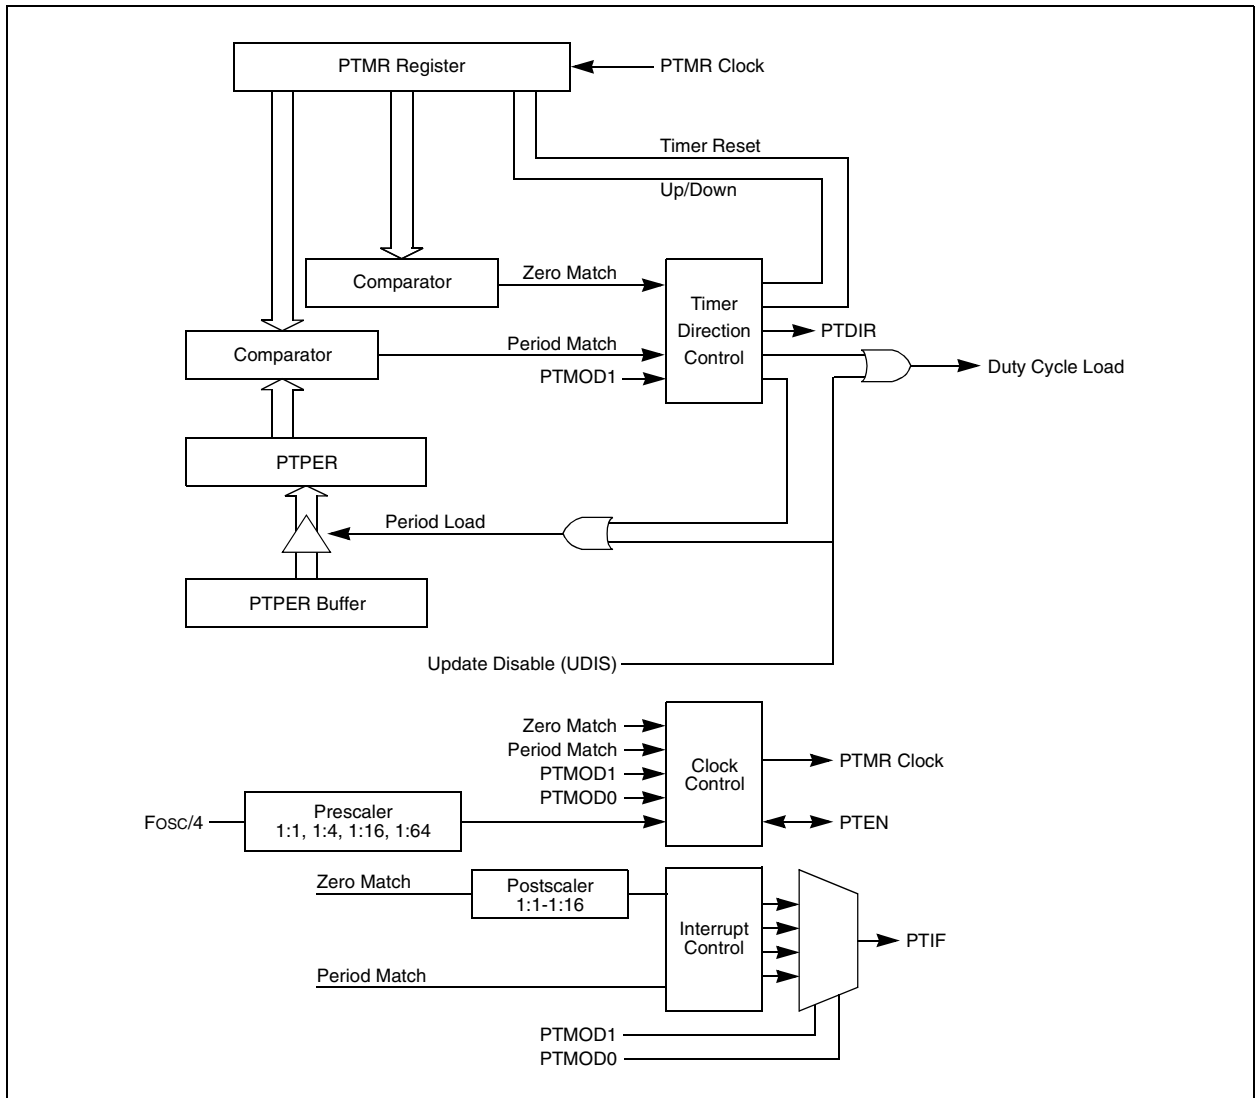 PTMR Register
PTMR Clock
Timer Reset
Up/Down
Comparator
Zero Match
Timer
Direction
Control
PTDIR
Comparator
Period Match
PTMOD1
Duty Cycle Load
PTPER
Period Load
PTPER Buffer
Update Disable (UDIS)
Zero Match
Period Match
PTMOD1
PTMOD0
Clock
Control
PTMR Clock
PTEN
FOSC/4
Prescaler
1:1, 1:4, 1:16, 1:64
Zero Match
Postscaler
1:1-1:16
Interrupt
Control
PTIF
Period Match
PTMOD1
PTMOD0